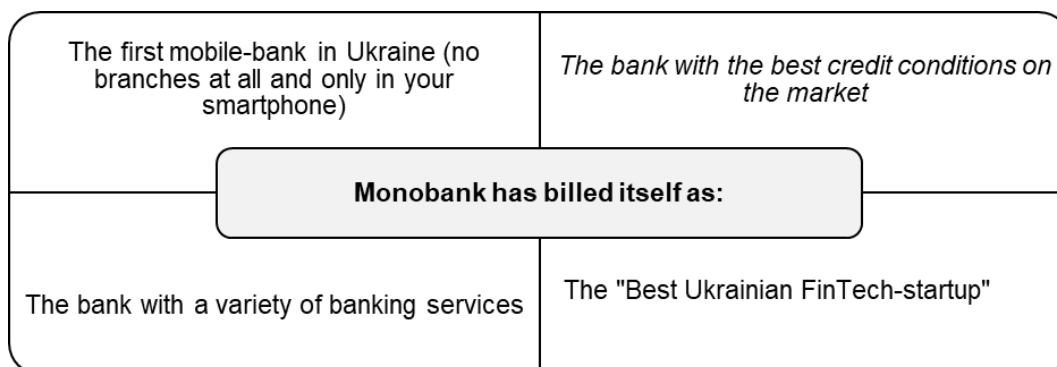 The first mobile-bank in Ukraine (no
branches at all and only in your
smartphone)
The bank with the best credit conditions on
the market
Monobank has billed itself as:
The bank with a variety of banking services
The "Best Ukrainian FinTech-startup"